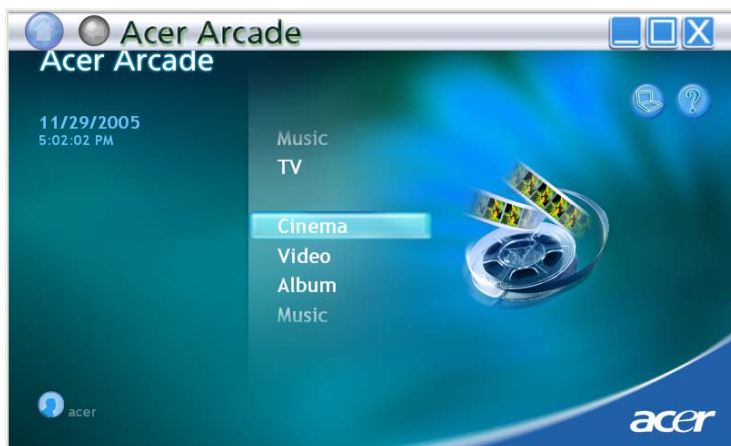 Acer Arcade
Acer Arcade
11/29/2005
5:02:02 PM
Music
TV
Cinema
Video
Album
Music
acer
acer